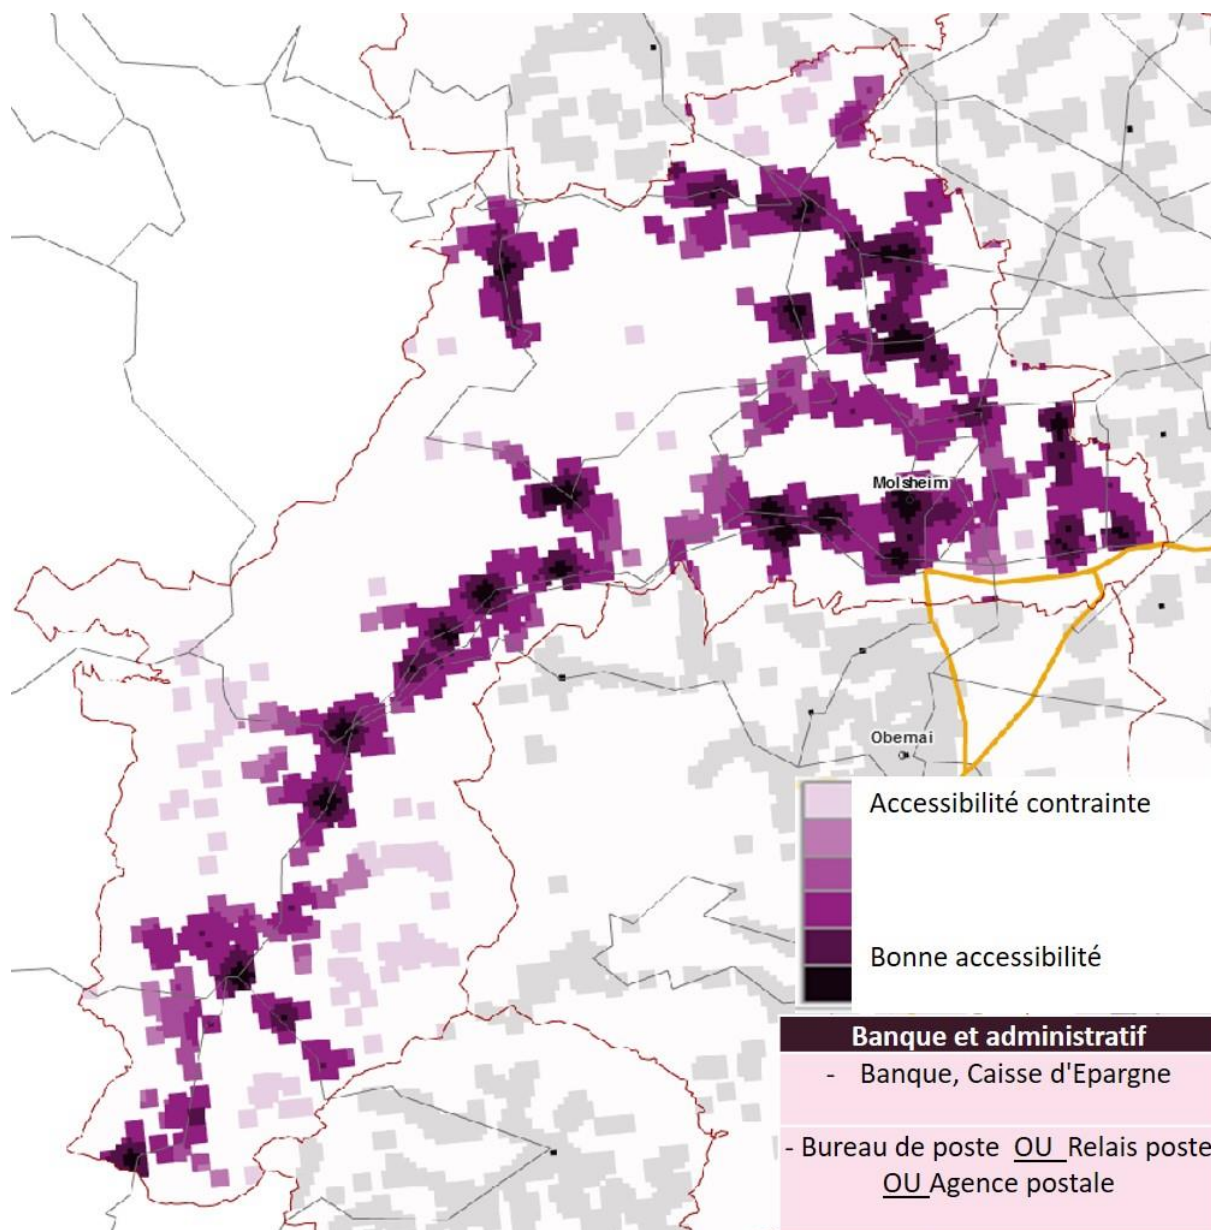 Molsheim
Obernai
Accessibilité contrainte
Bonne accessibilité
Banque et administratif
- Banque, Caisse d'Epargne
- Bureau de poste OU Relais poste
OU Agence postale